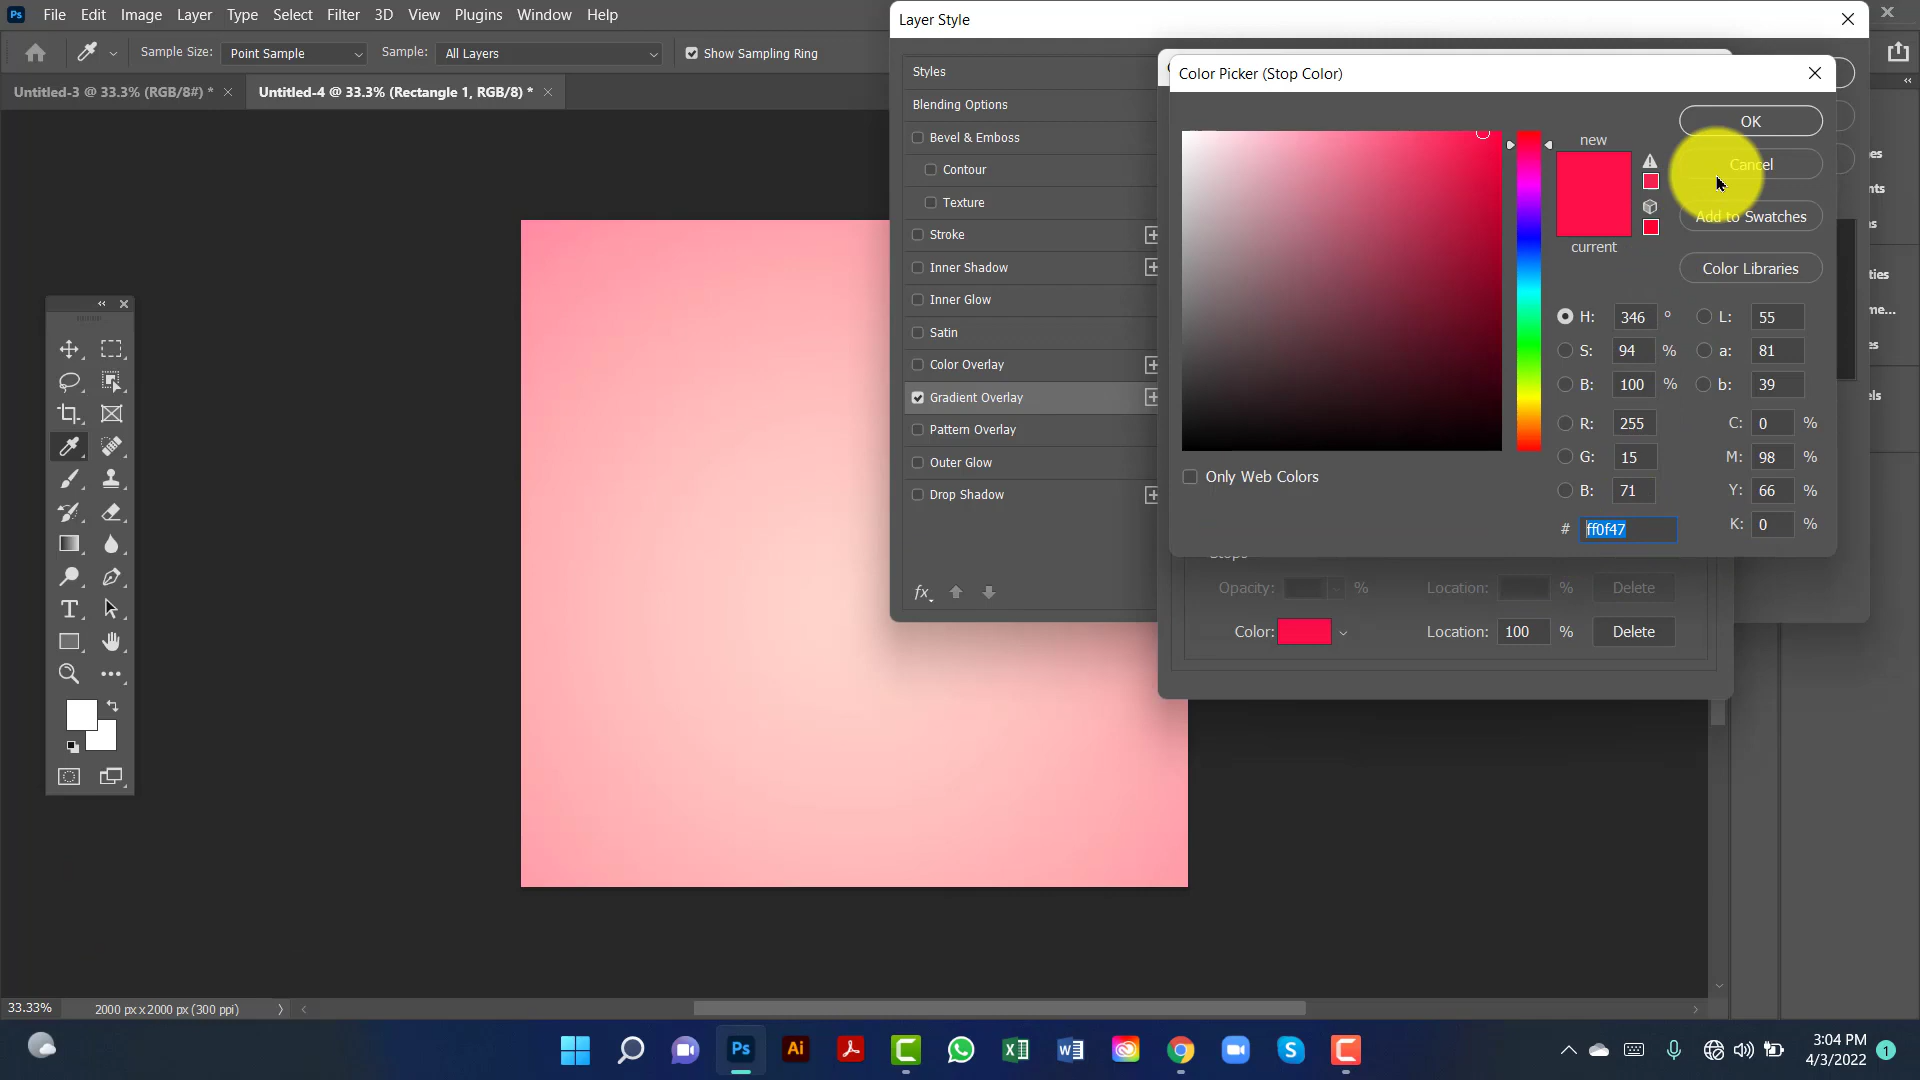 Ps File Edit Image Layer Type Select Filter 3D View Plugins Window Help
Sample Size: Point Sample Sample: All Layers Show Sampling Ring
Untitled-3 @ 33.3% (RGB/8#) * Untitled-4 @ 33.3% (Rectangle 1, RGB/8) *
Layer Style
Styles
Blending Options
Bevel & Emboss
Contour
Texture
Stroke
Inner Shadow
Inner Glow
Satin
Color Overlay
Gradient Overlay
Pattern Overlay
Outer Glow
Drop Shadow
fx
Color Picker (Stop Color)
new
current
OK
Cancel
Add to Swatches
Color Libraries
H: 346 ° L: 55
S: 94 % a: 81
B: 100 % b: 39
R: 255 C: 0 %
G: 15 M: 98 %
B: 71 Y: 66 %
# ff0f47 K: 0 %
Only Web Colors
Opacity: % Location: % Delete
Color: Location: 100 % Delete
33.33% 2000 px x 2000 px (300 ppi)
Ps Ai
3:04 PM
4/3/2022 1